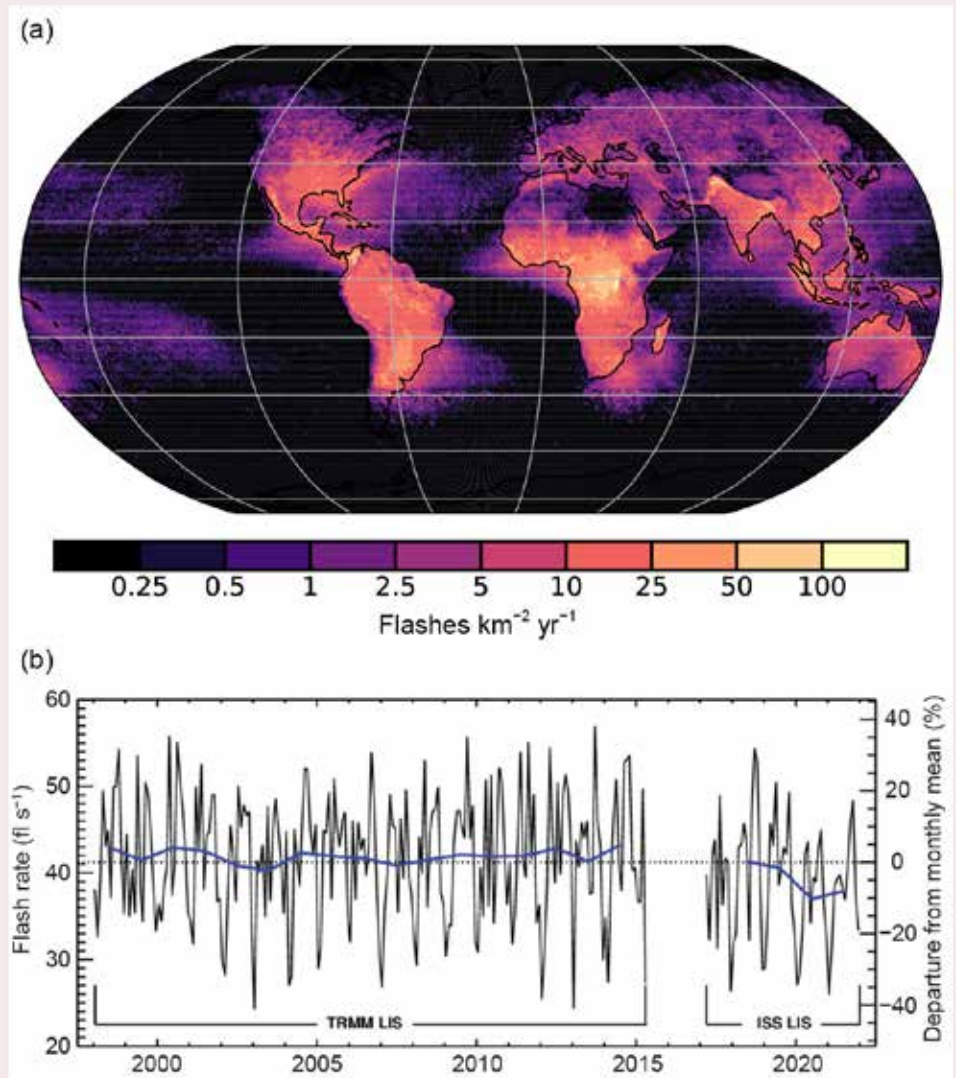 (a)
0.25 0.5 1 2.5 5 10 25 50 100
Flashes km⁻² yr⁻¹
(b)
60
50
40
30
20
Flash rate (fl s⁻¹)
40
20
0
−20
−40
Departure from monthly mean (%)
TRMM LIS ISS LIS
2000 2005 2010 2015 2020